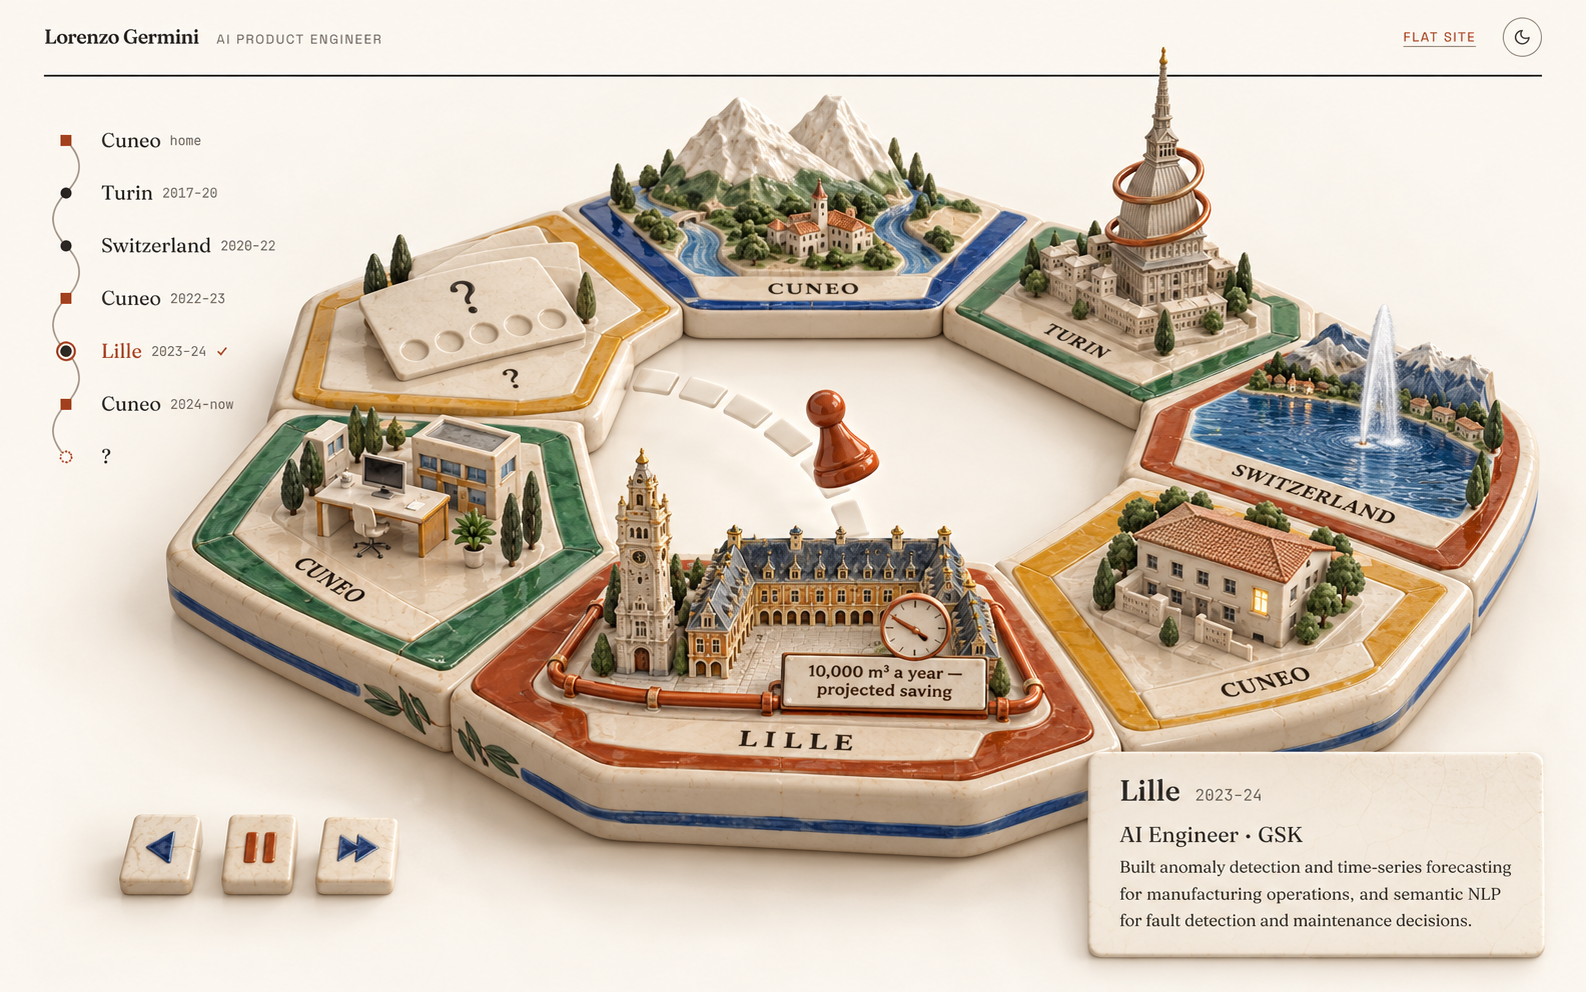 Lorenzo Germini AI PRODUCT ENGINEER
FLAT SITE
Cuneo home
Turin 2017–20
Switzerland 2020–22
Cuneo 2022–23
Lille 2023–24 ✓
Cuneo 2024–now
?
CUNEO
TURIN
SWITZERLAND
CUNEO
10,000 m³ a year —
projected saving
LILLE
CUNEO
?
?
Lille 2023–24
AI Engineer • GSK
Built anomaly detection and time-series forecasting
for manufacturing operations, and semantic NLP
for fault detection and maintenance decisions.